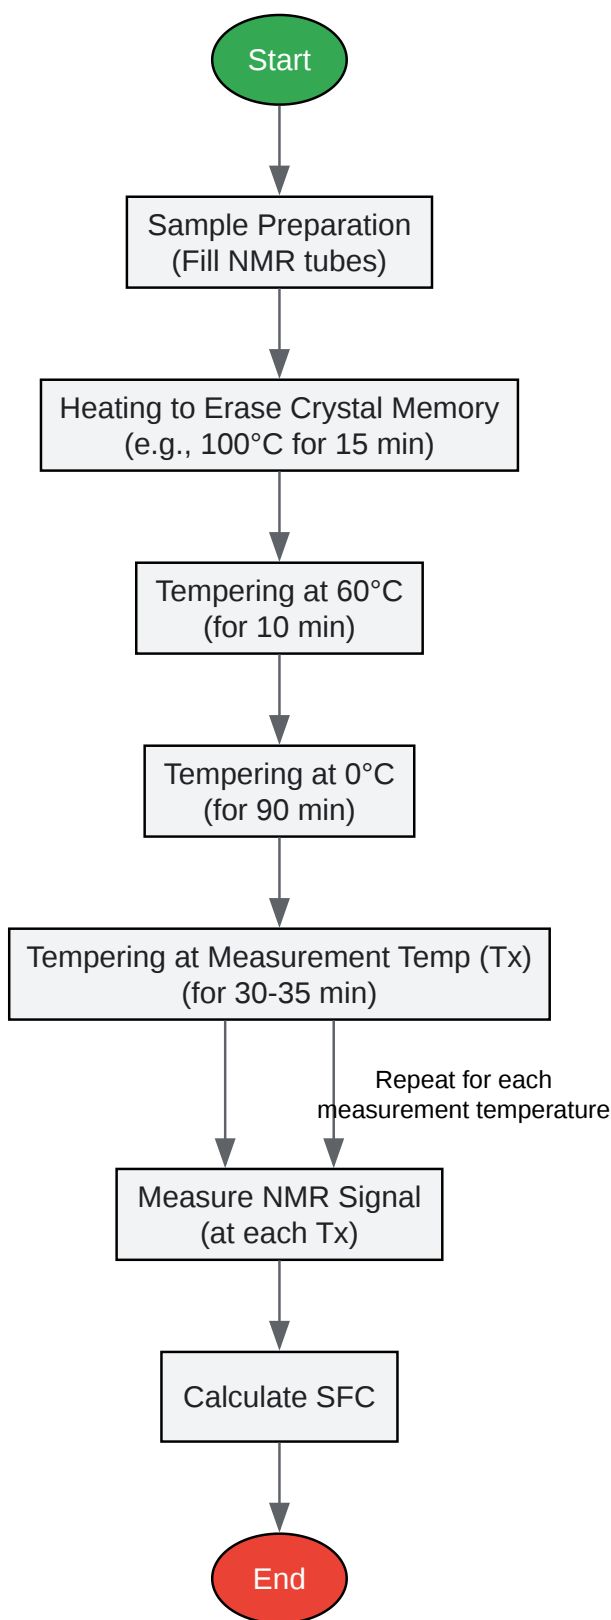 Start
Sample Preparation
(Fill NMR tubes)
Heating to Erase Crystal Memory
(e.g., 100°C for 15 min)
Tempering at 60°C
(for 10 min)
Tempering at 0°C
(for 90 min)
Tempering at Measurement Temp (Tx)
(for 30-35 min)
Repeat for each
measurement temperature
Measure NMR Signal
(at each Tx)
Calculate SFC
End